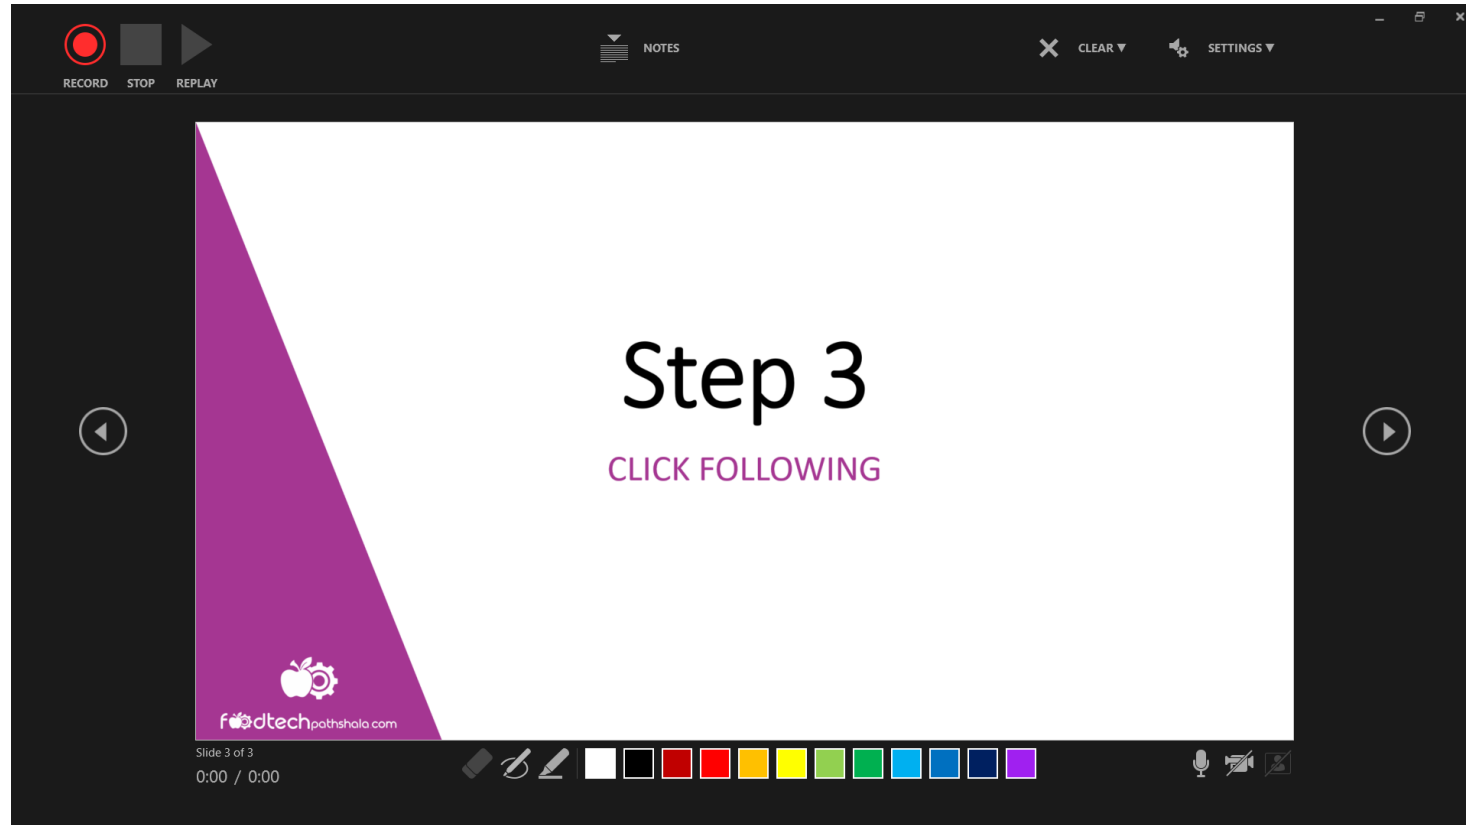 RECORD STOP REPLAY
NOTES
CLEAR
SETTINGS
Step 3
CLICK FOLLOWING
foodtechpathshala.com
Slide 3 of 3
0:00 / 0:00